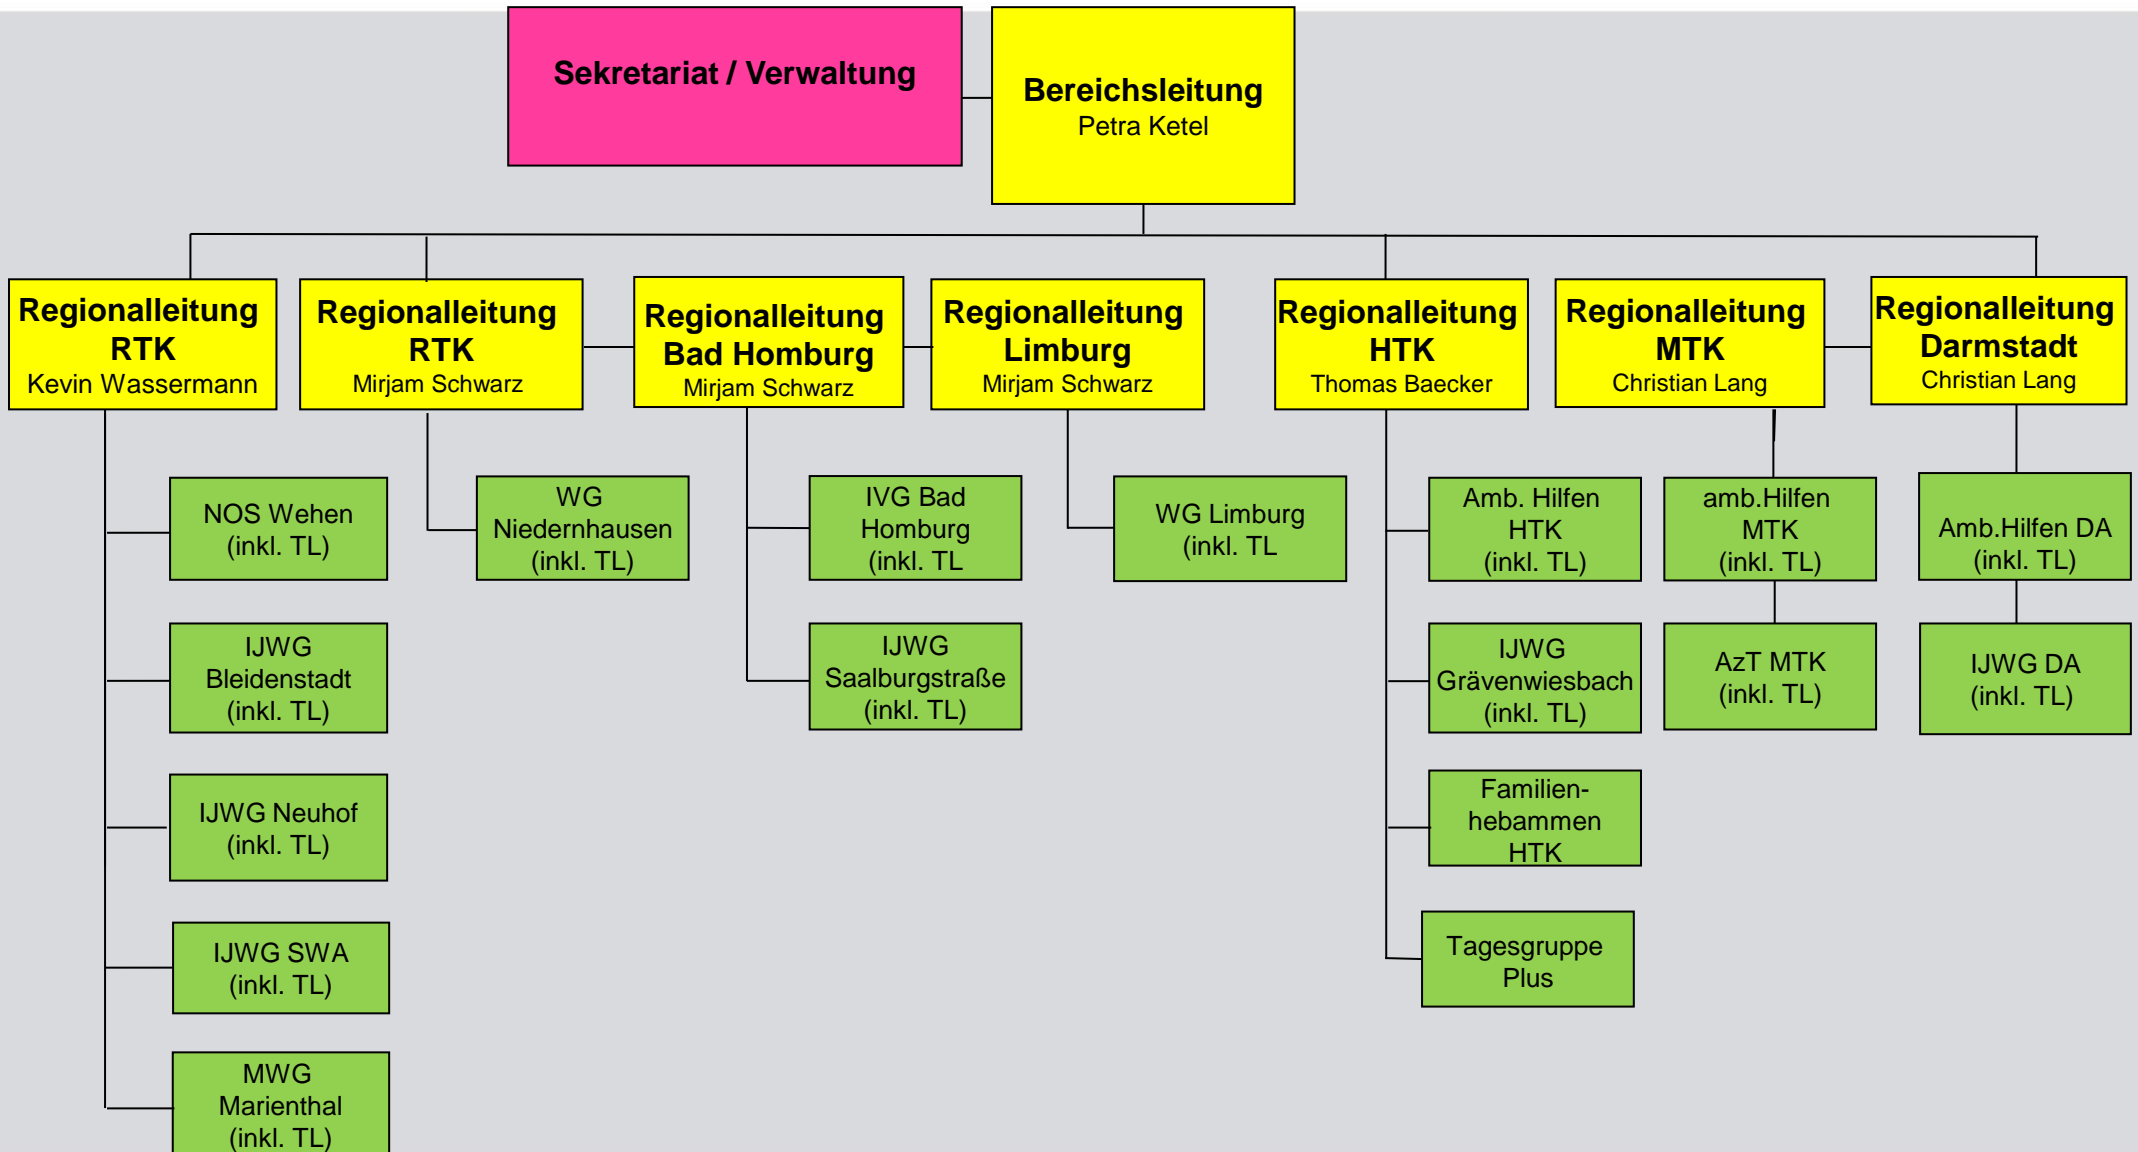 Sekretariat / Verwaltung
Bereichsleitung
Petra Ketel
Regionalleitung
RTK
Kevin Wassermann
Regionalleitung
RTK
Mirjam Schwarz
Regionalleitung
Bad Homburg
Mirjam Schwarz
Regionalleitung
Limburg
Mirjam Schwarz
Regionalleitung
HTK
Thomas Baecker
Regionalleitung
MTK
Christian Lang
Regionalleitung
Darmstadt
Christian Lang
NOS Wehen
(inkl. TL)
WG
Niedernhausen
(inkl. TL)
IVG Bad
Homburg
(inkl. TL
WG Limburg
(inkl. TL
Amb. Hilfen
HTK
(inkl. TL)
amb.Hilfen
MTK
(inkl. TL)
Amb.Hilfen DA
(inkl. TL)
IJWG
Bleidenstadt
(inkl. TL)
IJWG
Saalburgstraße
(inkl. TL)
IJWG
Grävenwiesbach
(inkl. TL)
AzT MTK
(inkl. TL)
IJWG DA
(inkl. TL)
IJWG Neuhof
(inkl. TL)
Familien-
hebammen
HTK
IJWG SWA
(inkl. TL)
Tagesgruppe
Plus
MWG
Marienthal
(inkl. TL)